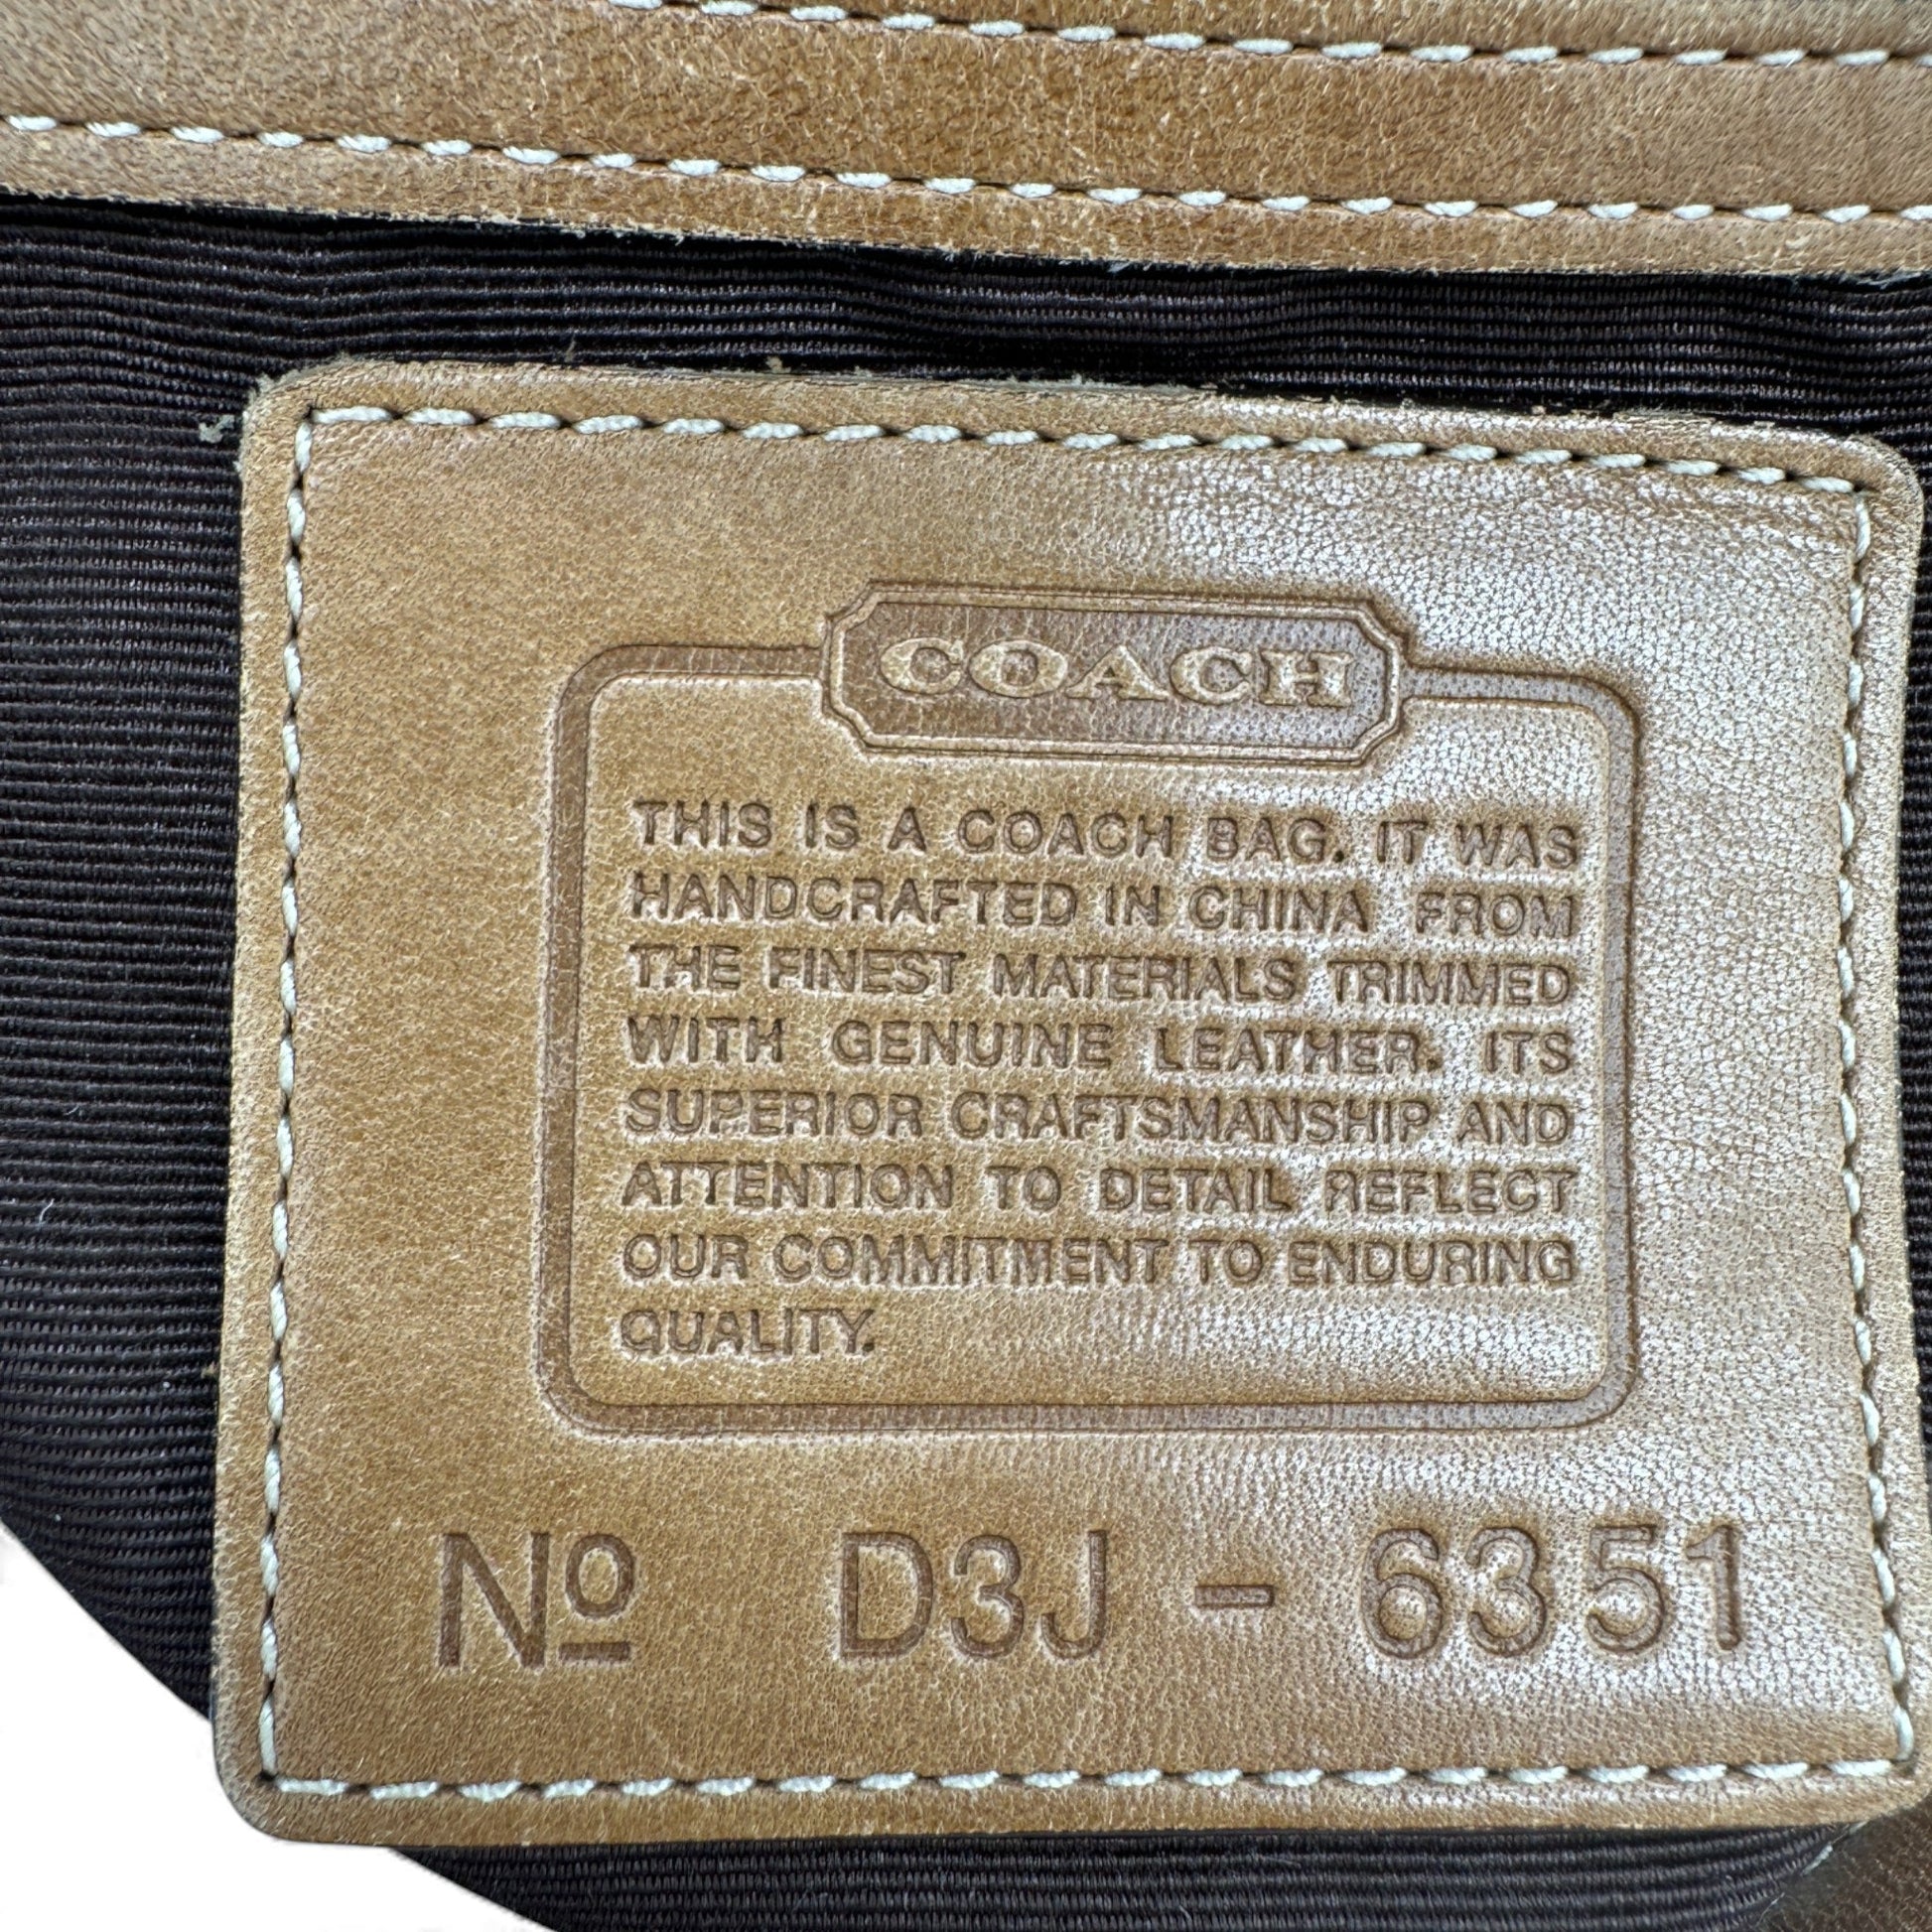 COACH
THIS IS A COACH BAG. IT WAS
HANDCRAFTED IN CHINA FROM
THE FINEST MATERIALS TRIMMED
WITH GENUINE LEATHER. ITS
SUPERIOR CRAFTSMANSHIP AND
ATTENTION TO DETAIL REFLECT
OUR COMMITMENT TO ENDURING
QUALITY.
Nº D3J - 6351